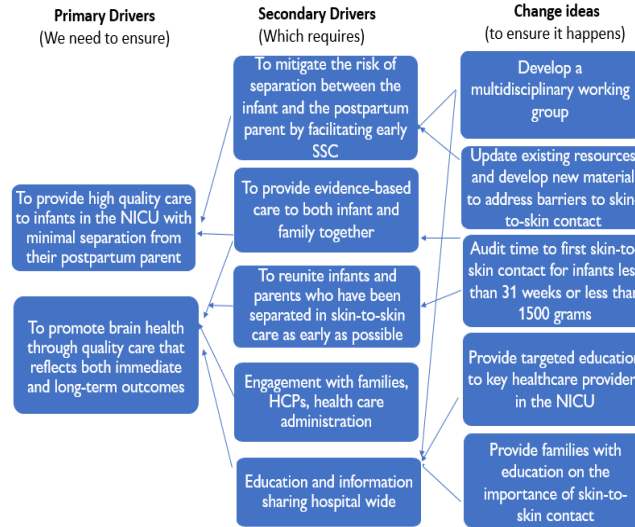 Primary Drivers
(We need to ensure)
Secondary Drivers
(Which requires)
Change ideas
(to ensure it happens)
To provide high quality care
to infants in the NICU with
minimal separation from
their postpartum parent
To promote brain health
through quality care that
reflects both immediate
and long-term outcomes
To mitigate the risk of
separation between the
infant and the postpartum
parent by facilitating early
SSC
To provide evidence-based
care to both infant and
family together
To reunite infants and
parents who have been
separated in skin-to-skin
care as early as possible
Engagement with families,
HCPs, health care
administration
Education and information
sharing hospital wide
Develop a
multidisciplinary working
group
Update existing resources
and develop new material
to address barriers to skin-
to-skin contact
Audit time to first skin-to-
skin contact for infants less
than 31 weeks or less than
1500 grams
Provide targeted education
to key healthcare providers
in the NICU
Provide families with
education on the
importance of skin-to-
skin contact